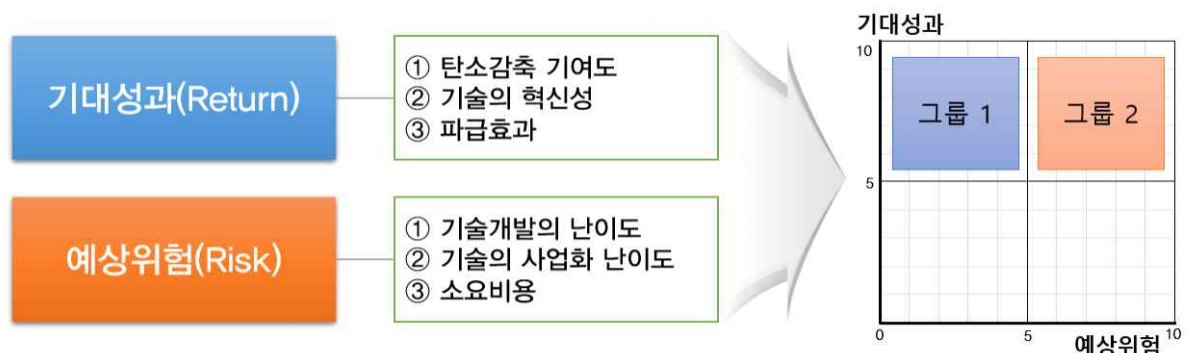 기대성과(Return)
① 탄소감축 기여도
② 기술의 혁신성
③ 파급효과
예상위험(Risk)
① 기술개발의 난이도
② 기술의 사업화 난이도
③ 소요비용
기대성과
10
그룹 1
그룹 2
5
0
5
10
예상위험